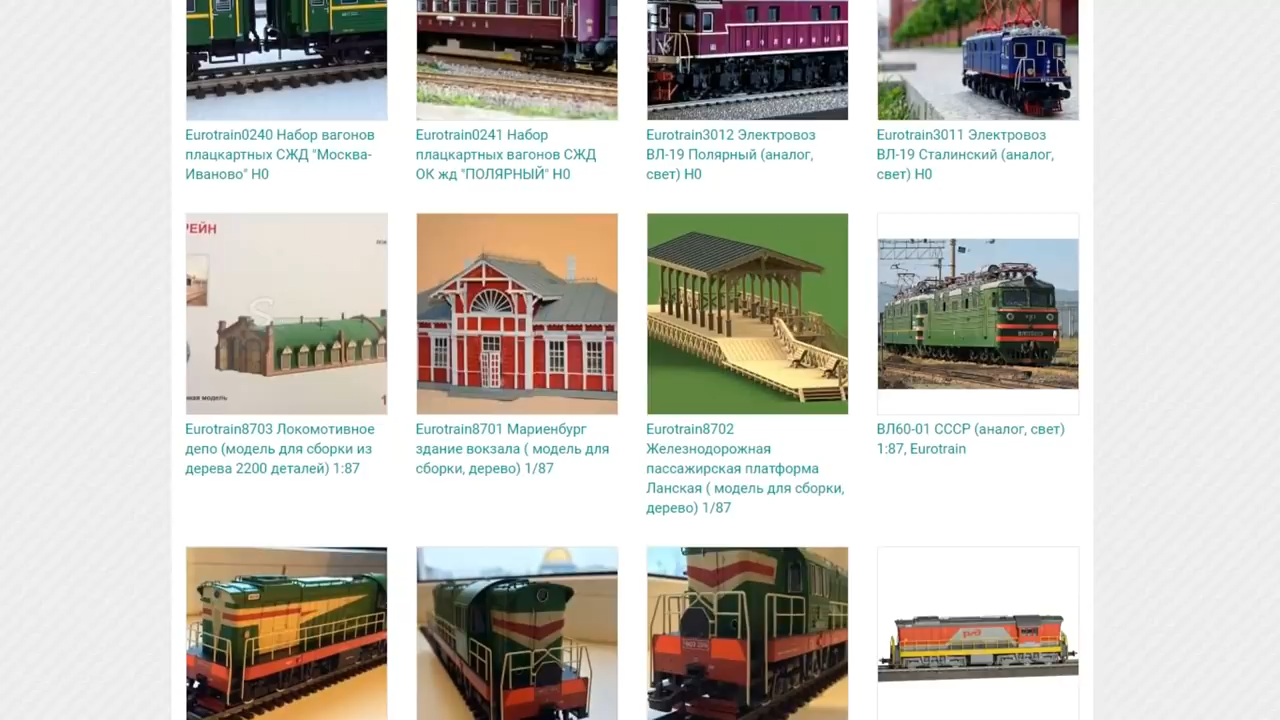 Eurotrain0240 Набор вагонов
плацкартных СЖД "Москва-
Иваново" H0
Eurotrain0241 Набор
плацкартных вагонов СЖД
ОК жд "ПОЛЯРНЫЙ" H0
Eurotrain3012 Электровоз
ВЛ-19 Полярный (аналог,
свет) H0
Eurotrain3011 Электровоз
ВЛ-19 Сталинский (аналог,
свет) H0
РЕЙН
Eurotrain8703 Локомотивное
депо (модель для сборки из
дерева 2200 деталей) 1:87
Eurotrain8701 Мариенбург
здание вокзала ( модель для
сборки, дерево) 1/87
Eurotrain8702
Железнодорожная
пассажирская платформа
Ланская ( модель для сборки,
дерево) 1/87
ВЛ60-01 СССР (аналог, свет)
1:87, Eurotrain